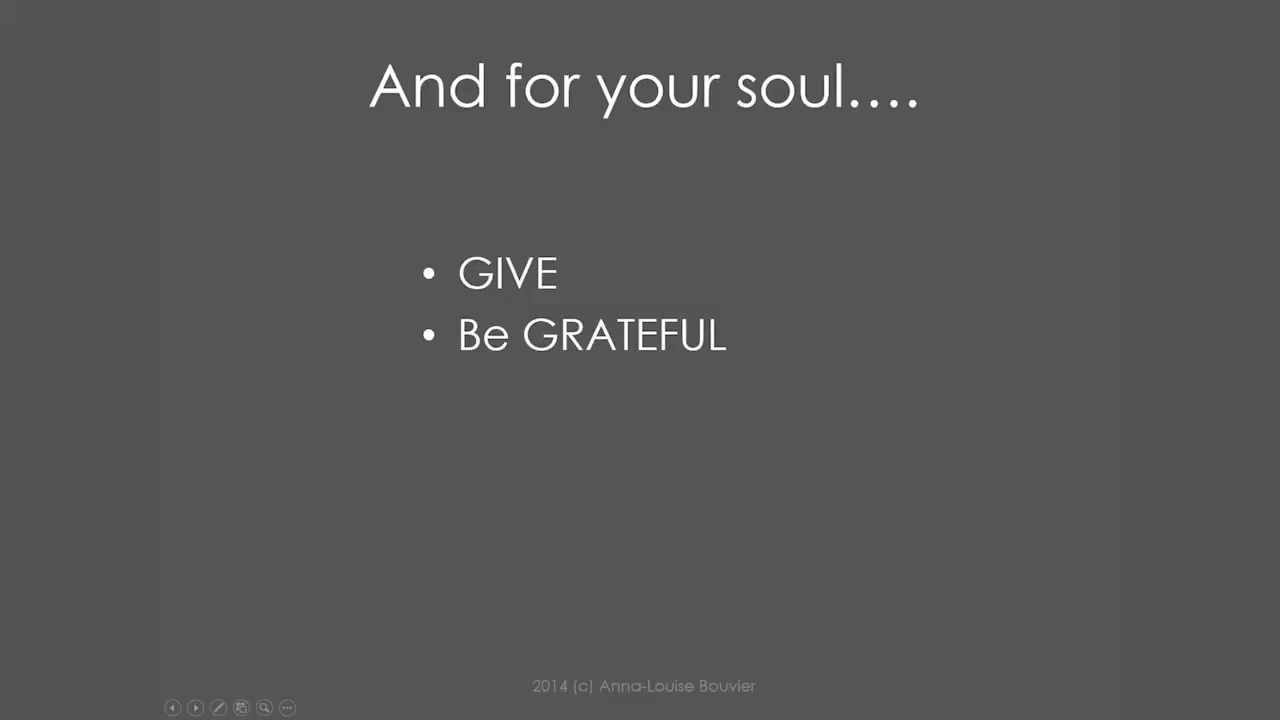 And for your soul....
• GIVE
• Be GRATEFUL
2014 (c) Anna-Louise Bouvier